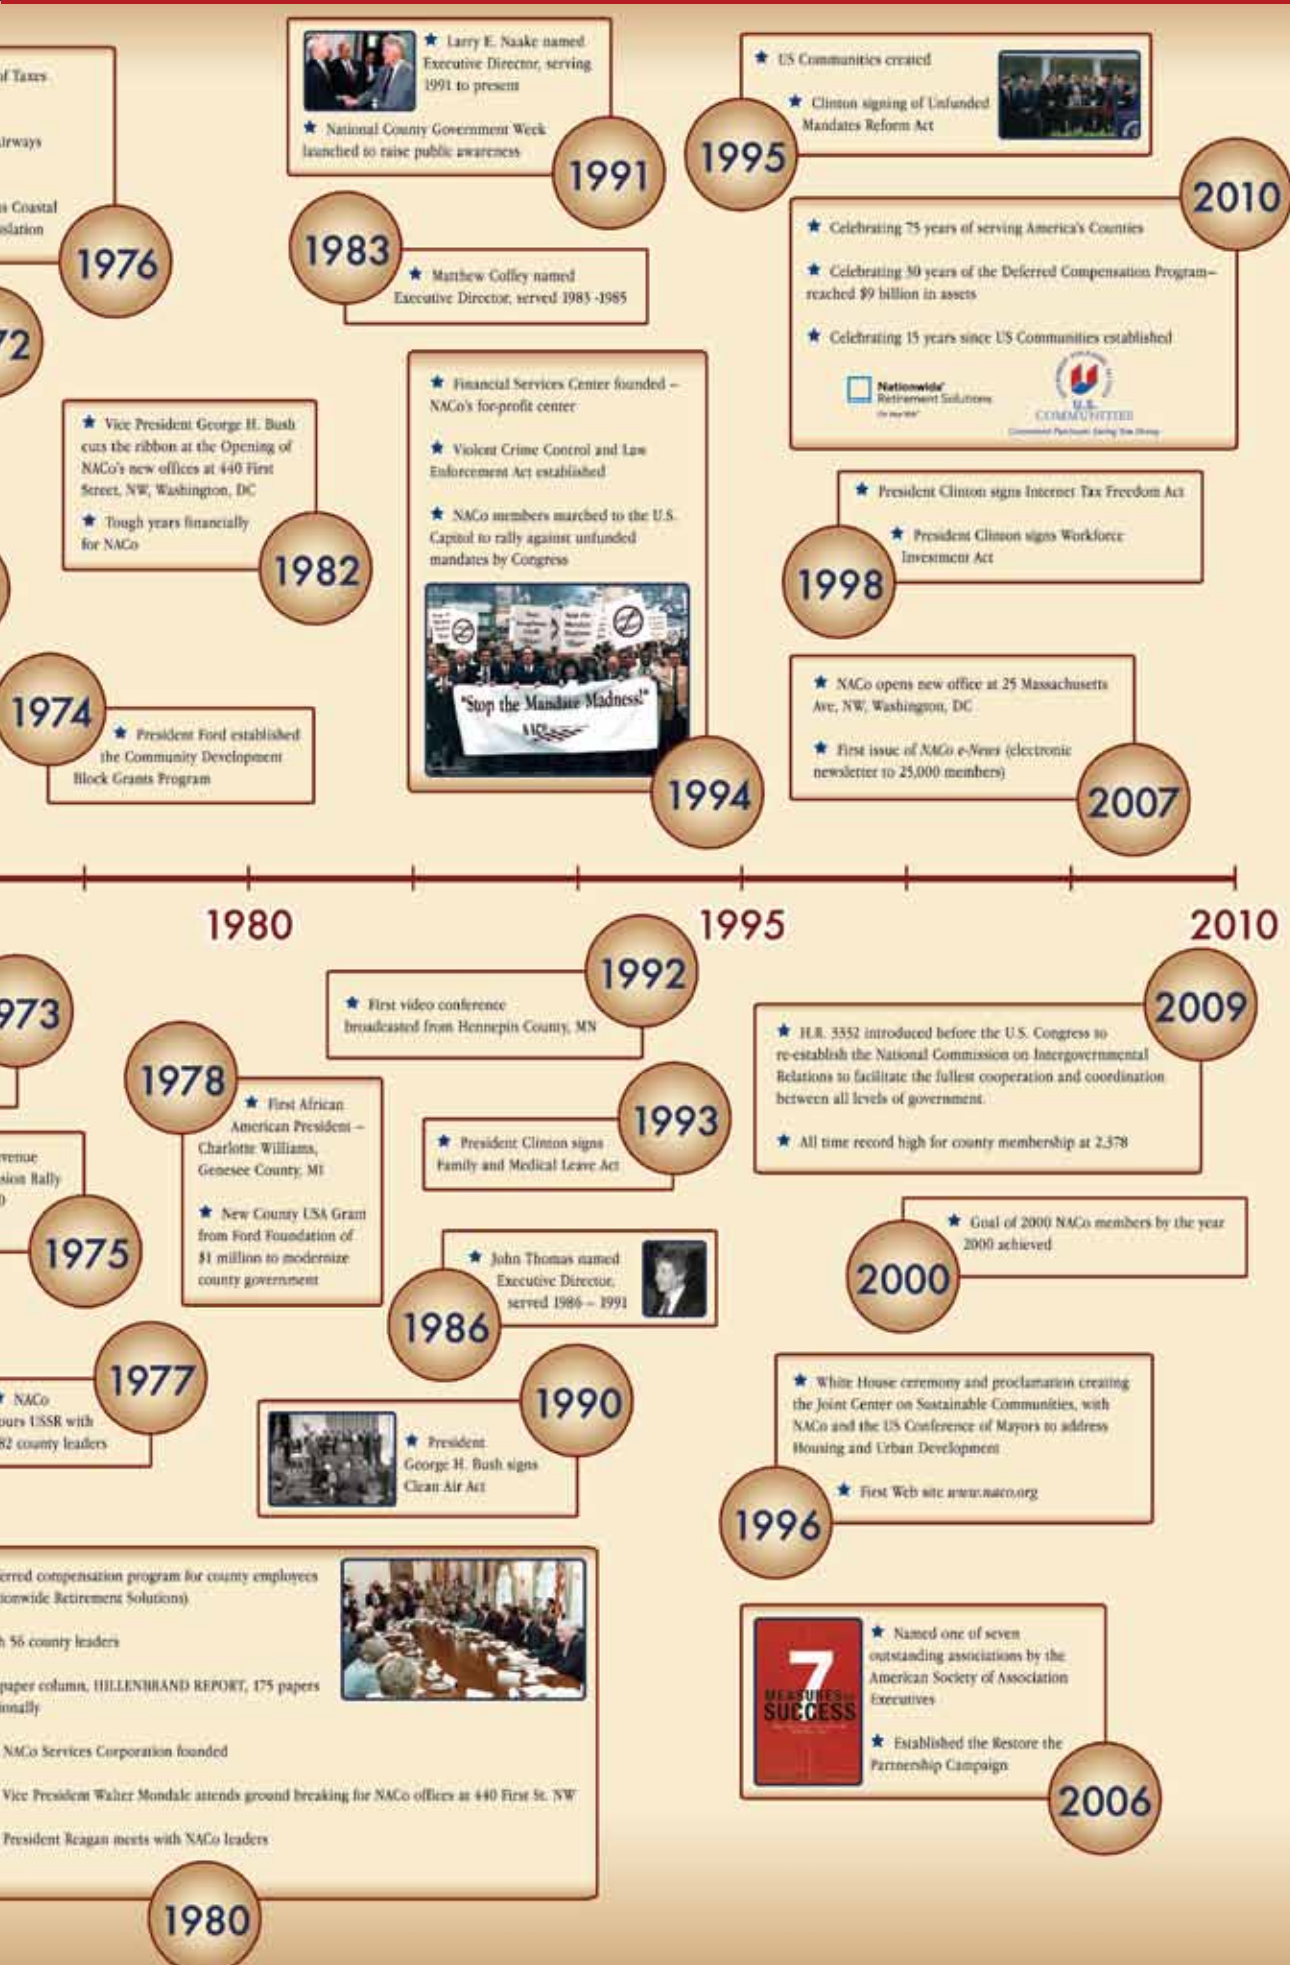 of Taxes
irways
s Coastal
islation
1976
★ Larry E. Naake named
Executive Director, serving
1991 to present
★ National County Government Week
launched to raise public awareness
1991
★ US Communities created
★ Clinton signing of Unfunded
Mandates Reform Act
1995
1983
★ Matthew Coffey named
Executive Director, served 1983 -1985
2010
★ Celebrating 75 years of serving America's Counties
★ Celebrating 30 years of the Deferred Compensation Program–
reached $9 billion in assets
★ Celebrating 15 years since US Communities established
Nationwide®
Retirement Solutions
On Your Side™
U.S.
COMMUNITIES
72
★ Vice President George H. Bush
cuts the ribbon at the Opening of
NACo's new offices at 440 First
Street, NW, Washington, DC
★ Tough years financially
for NACo
1982
★ Financial Services Center founded –
NACo's for-profit center
★ Violent Crime Control and Law
Enforcement Act established
★ NACo members marched to the U.S.
Capitol to rally against unfunded
mandates by Congress
"Stop the Mandate Madness!"
NACo
1994
★ President Clinton signs Internet Tax Freedom Act
★ President Clinton signs Workforce
Investment Act
1998
1974
★ President Ford established
the Community Development
Block Grants Program
★ NACo opens new office at 25 Massachusetts
Ave, NW, Washington, DC
★ First issue of NACo e-News (electronic
newsletter to 25,000 members)
2007
1980
1995
2010
973
1992
★ First video conference
broadcasted from Hennepin County, MN
2009
★ H.R. 3332 introduced before the U.S. Congress to
re-establish the National Commission on Intergovernmental
Relations to facilitate the fullest cooperation and coordination
between all levels of government.
★ All time record high for county membership at 2,378
1978
★ First African
American President –
Charlotte Williams,
Genesee County, MI
★ New County USA Grant
from Ford Foundation of
$1 million to modernize
county government
1993
★ President Clinton signs
Family and Medical Leave Act
venue
sion Rally
1975
★ John Thomas named
Executive Director,
served 1986 – 1991
1986
★ Goal of 2000 NACo members by the year
2000 achieved
2000
1977
★ NACo
ours USSR with
82 county leaders
1990
★ President
George H. Bush signs
Clean Air Act
★ White House ceremony and proclamation creating
the Joint Center on Sustainable Communities, with
NACo and the US Conference of Mayors to address
Housing and Urban Development
★ First Web site www.naco.org
1996
erred compensation program for county employees
ionwide Retirement Solutions)
h 56 county leaders
paper column, HILLENBRAND REPORT, 175 papers
ionally
NACo Services Corporation founded
Vice President Walter Mondale attends ground breaking for NACo offices at 440 First St. NW
President Reagan meets with NACo leaders
1980
7
MEASURES of
SUCCESS
★ Named one of seven
outstanding associations by the
American Society of Association
Executives
★ Established the Restore the
Partnership Campaign
2006